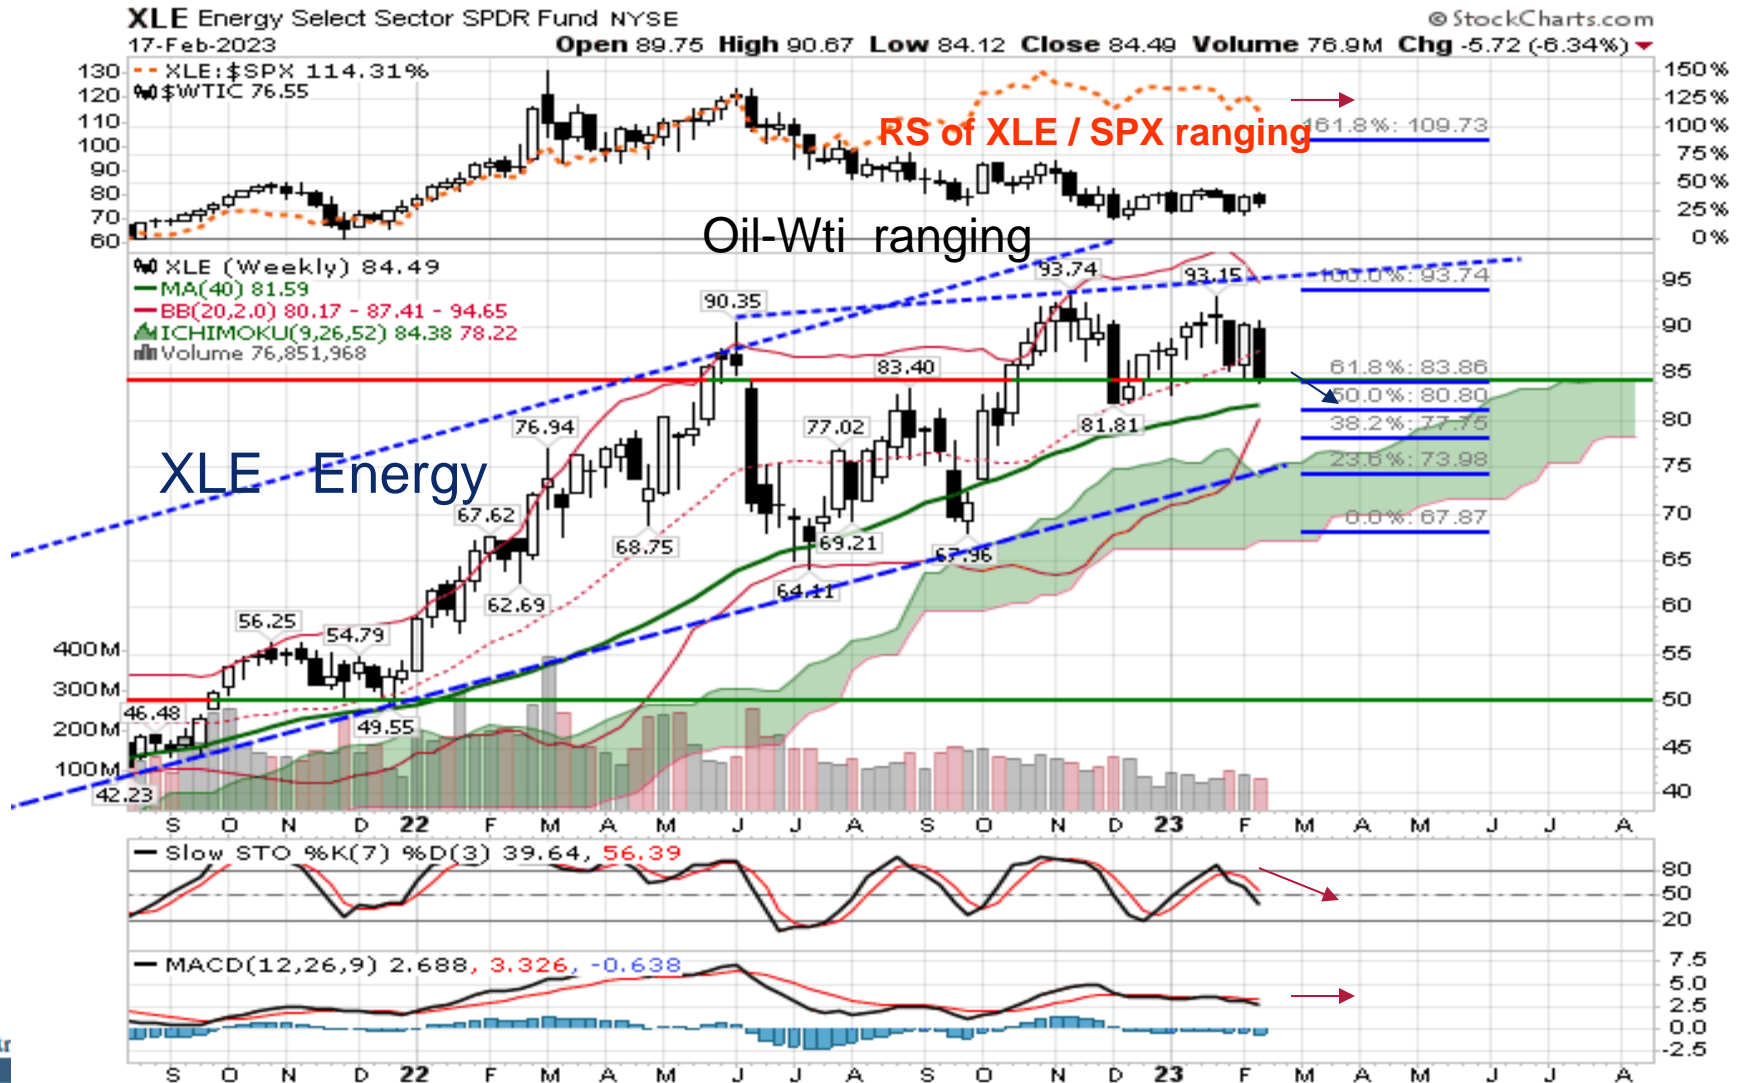 XLE Energy Select Sector SPDR Fund NYSE
© StockCharts.com
17-Feb-2023
Open 89.75 High 90.67 Low 84.12 Close 84.49 Volume 76.9M Chg -5.72 (-6.34%)
XLE:$SPX 114.31%
$WTIC 76.55
130
120
110
100
90
80
70
60
150%
125%
100%
75%
50%
25%
0%
RS of XLE / SPX ranging
161.8%: 109.73
Oil-Wti ranging
XLE (Weekly) 84.49
MA(40) 81.59
BB(20,2.0) 80.17 - 87.41 - 94.65
ICHIMOKU(9,26,52) 84.38 78.22
Volume 76,851,968
XLE Energy
90.35
93.74
93.15
83.40
76.94
77.02
81.81
67.62
68.75
69.21
67.96
62.69
64.11
56.25
54.79
46.48
49.55
42.23
100.0%: 93.74
61.8%: 83.86
50.0%: 80.80
38.2%: 77.75
23.6%: 73.98
0.0%: 67.87
95
90
85
80
75
70
65
60
55
50
45
40
400M
300M
200M
100M
S O N D 22 F M A M J J A S O N D 23 F M A M J J A
Slow STO %K(7) %D(3) 39.64, 56.39
80
50
20
MACD(12,26,9) 2.688, 3.326, -0.638
7.5
5.0
2.5
0.0
-2.5
S O N D 22 F M A M J J A S O N D 23 F M A M J J A